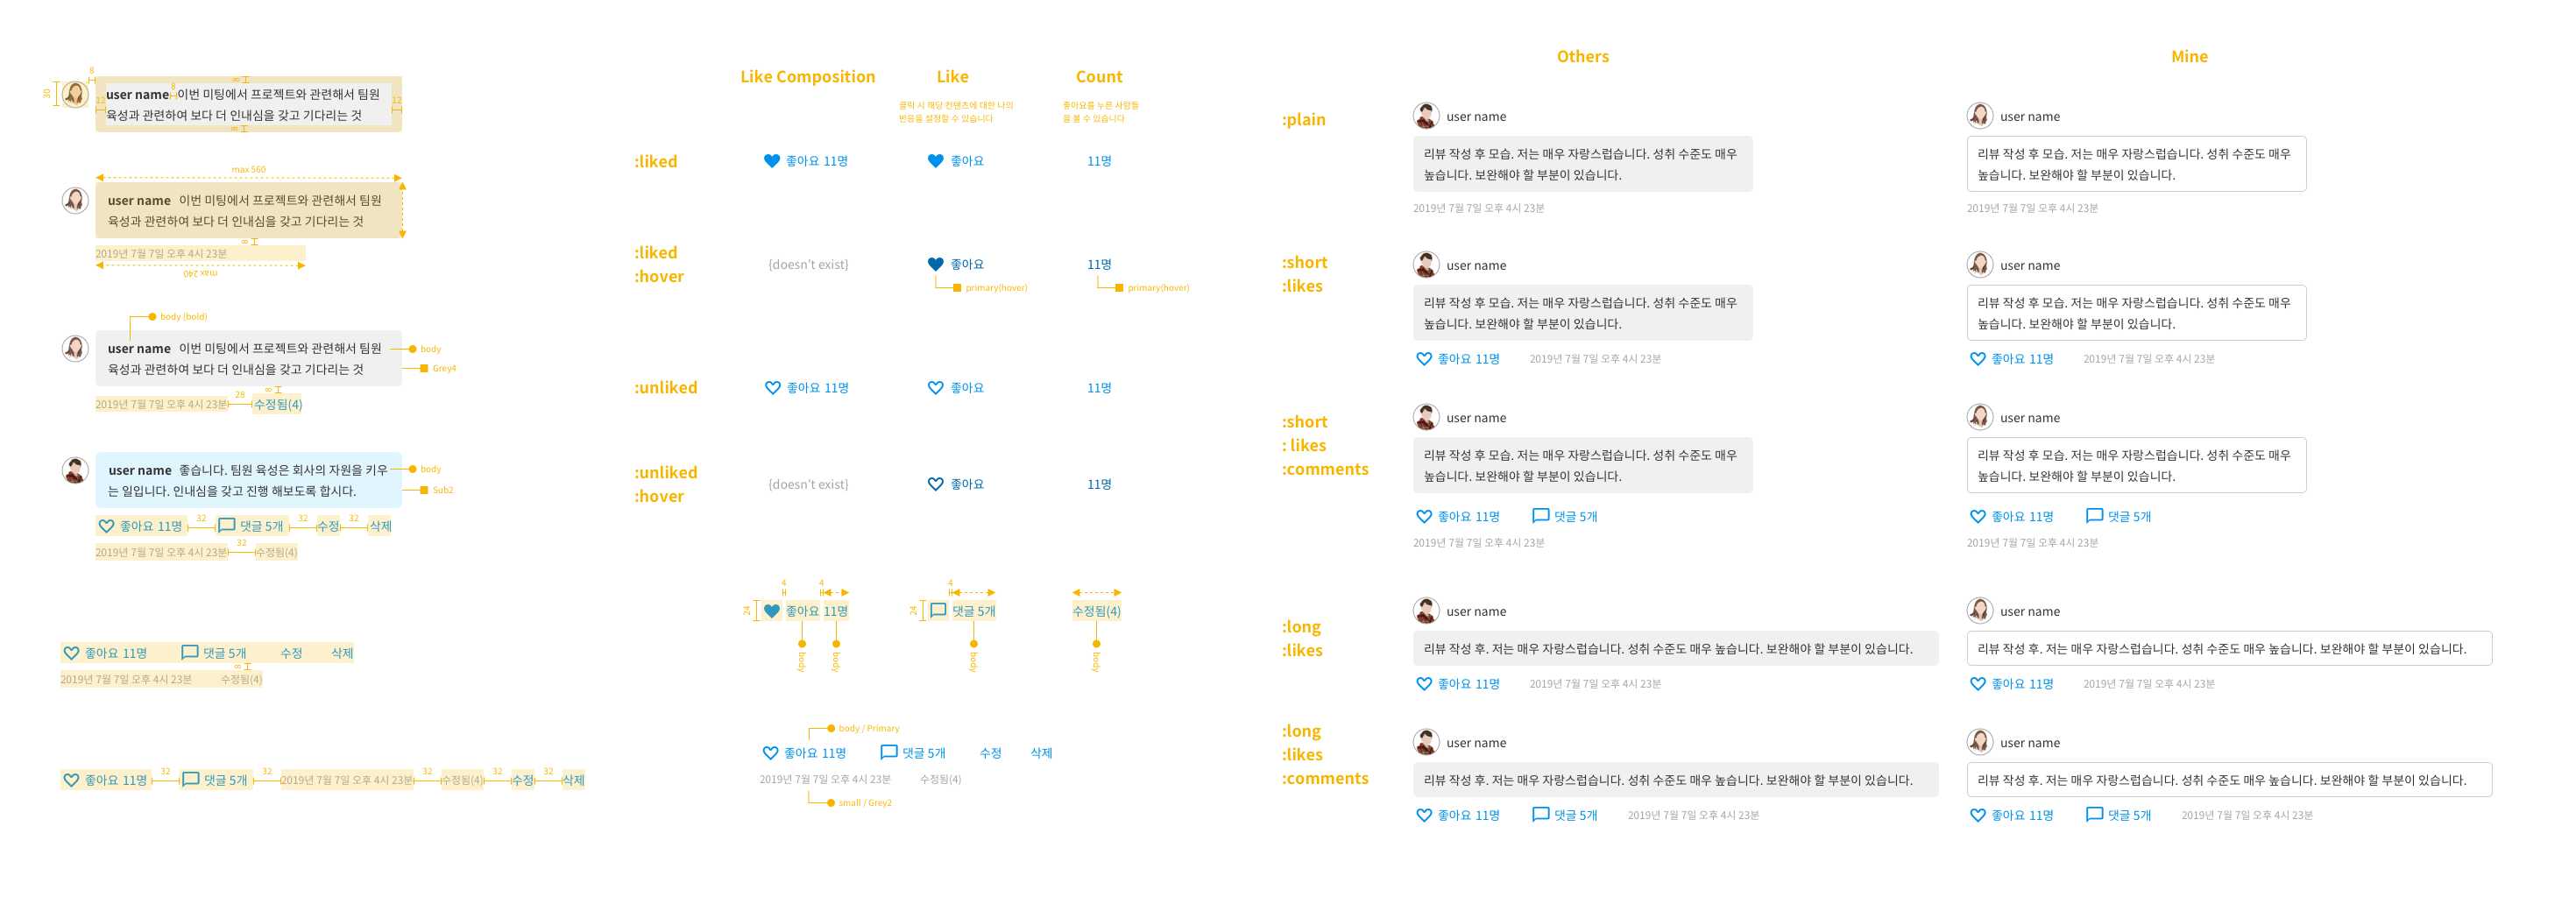 6
30
8
8
12
12
user name 이번 미팅에서 프로젝트와 관련해서 팀원
육성과 관련하여 보다 더 인내심을 갖고 기다리는 것
8
max 560
user name 이번 미팅에서 프로젝트와 관련해서 팀원
육성과 관련하여 보다 더 인내심을 갖고 기다리는 것
8
2019년 7월 7일 오후 4시 23분
max 240
body (bold)
user name 이번 미팅에서 프로젝트와 관련해서 팀원
body
육성과 관련하여 보다 더 인내심을 갖고 기다리는 것
Grey4
28
8
2019년 7월 7일 오후 4시 23분
수정됨(4)
user name 좋습니다. 팀원 육성은 회사의 자원을 키우
body
는 일입니다. 인내심을 갖고 진행 해보도록 합시다.
Sub2
좋아요 11명 32 댓글 5개 32 수정 32 삭제
2019년 7월 7일 오후 4시 23분 32 수정됨(4)
좋아요 11명 댓글 5개 수정 삭제
8
2019년 7월 7일 오후 4시 23분 수정됨(4)
좋아요 11명 32 댓글 5개 32 2019년 7월 7일 오후 4시 23분 32 수정됨(4) 32 수정 32 삭제
Like Composition
Like
Count
클릭 시 해당 컨텐츠에 대한 나의
반응을 설정할 수 있습니다
좋아요를 누른 사람들
을 볼 수 있습니다
:liked
좋아요 11명
좋아요
11명
:liked
:hover
{doesn't exist}
좋아요
11명
primary(hover)
primary(hover)
:unliked
좋아요 11명
좋아요
11명
:unliked
:hover
{doesn't exist}
좋아요
11명
4
4
24
좋아요 11명
body
body
4
24
댓글 5개
body
수정됨(4)
body
body / Primary
좋아요 11명 댓글 5개 수정 삭제
2019년 7월 7일 오후 4시 23분 수정됨(4)
small / Grey2
Others
Mine
:plain
user name
리뷰 작성 후 모습. 저는 매우 자랑스럽습니다. 성취 수준도 매우
높습니다. 보완해야 할 부분이 있습니다.
2019년 7월 7일 오후 4시 23분
user name
리뷰 작성 후 모습. 저는 매우 자랑스럽습니다. 성취 수준도 매우
높습니다. 보완해야 할 부분이 있습니다.
2019년 7월 7일 오후 4시 23분
:short
:likes
user name
리뷰 작성 후 모습. 저는 매우 자랑스럽습니다. 성취 수준도 매우
높습니다. 보완해야 할 부분이 있습니다.
좋아요 11명 2019년 7월 7일 오후 4시 23분
user name
리뷰 작성 후 모습. 저는 매우 자랑스럽습니다. 성취 수준도 매우
높습니다. 보완해야 할 부분이 있습니다.
좋아요 11명 2019년 7월 7일 오후 4시 23분
:short
: likes
:comments
user name
리뷰 작성 후 모습. 저는 매우 자랑스럽습니다. 성취 수준도 매우
높습니다. 보완해야 할 부분이 있습니다.
좋아요 11명 댓글 5개
2019년 7월 7일 오후 4시 23분
user name
리뷰 작성 후 모습. 저는 매우 자랑스럽습니다. 성취 수준도 매우
높습니다. 보완해야 할 부분이 있습니다.
좋아요 11명 댓글 5개
2019년 7월 7일 오후 4시 23분
:long
:likes
user name
리뷰 작성 후. 저는 매우 자랑스럽습니다. 성취 수준도 매우 높습니다. 보완해야 할 부분이 있습니다.
좋아요 11명 2019년 7월 7일 오후 4시 23분
user name
리뷰 작성 후. 저는 매우 자랑스럽습니다. 성취 수준도 매우 높습니다. 보완해야 할 부분이 있습니다.
좋아요 11명 2019년 7월 7일 오후 4시 23분
:long
:likes
:comments
user name
리뷰 작성 후. 저는 매우 자랑스럽습니다. 성취 수준도 매우 높습니다. 보완해야 할 부분이 있습니다.
좋아요 11명 댓글 5개 2019년 7월 7일 오후 4시 23분
user name
리뷰 작성 후. 저는 매우 자랑스럽습니다. 성취 수준도 매우 높습니다. 보완해야 할 부분이 있습니다.
좋아요 11명 댓글 5개 2019년 7월 7일 오후 4시 23분